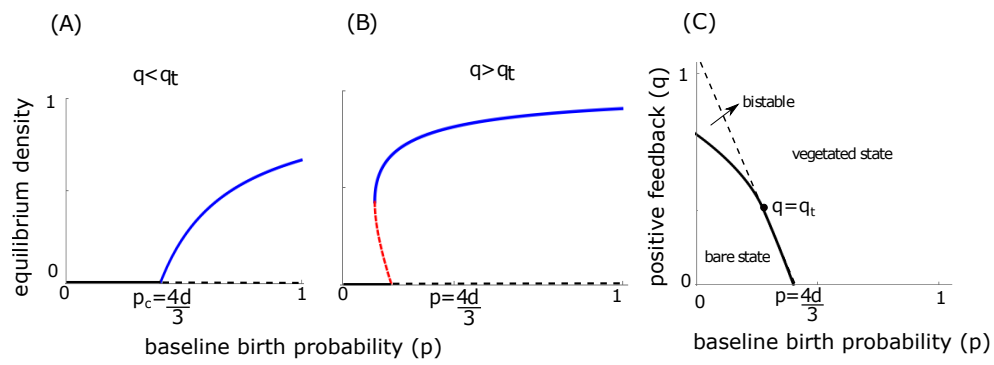 (A)
q<qt
equilibrium density
1
0
0
pc=4d/3
1
(B)
q>qt
0
p=4d/3
1
baseline birth probability (p)
(C)
positive feedback (q)
1
0
bistable
vegetated state
q=qt
bare state
0
p=4d/3
1
baseline birth probability (p)